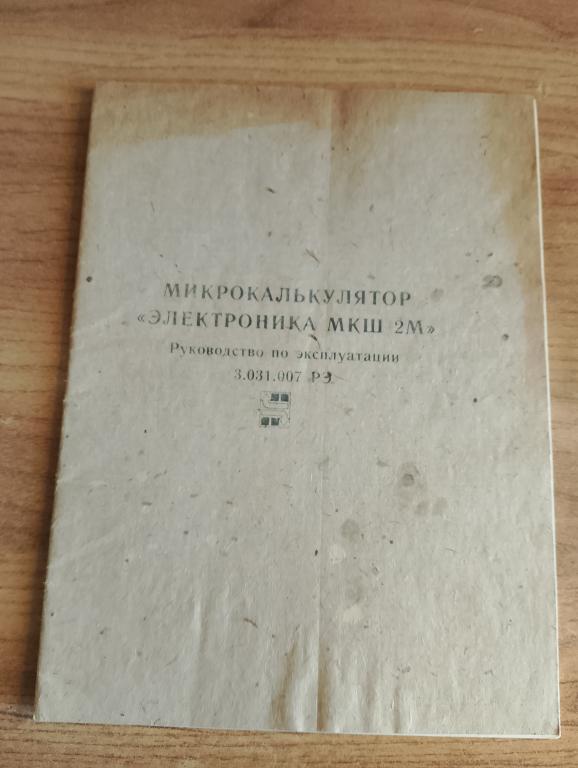 МИКРОКАЛЬКУЛЯТОР
«ЭЛЕКТРОНИКА МКШ 2М»
Руководство по эксплуатации
3.031.007 РЭ